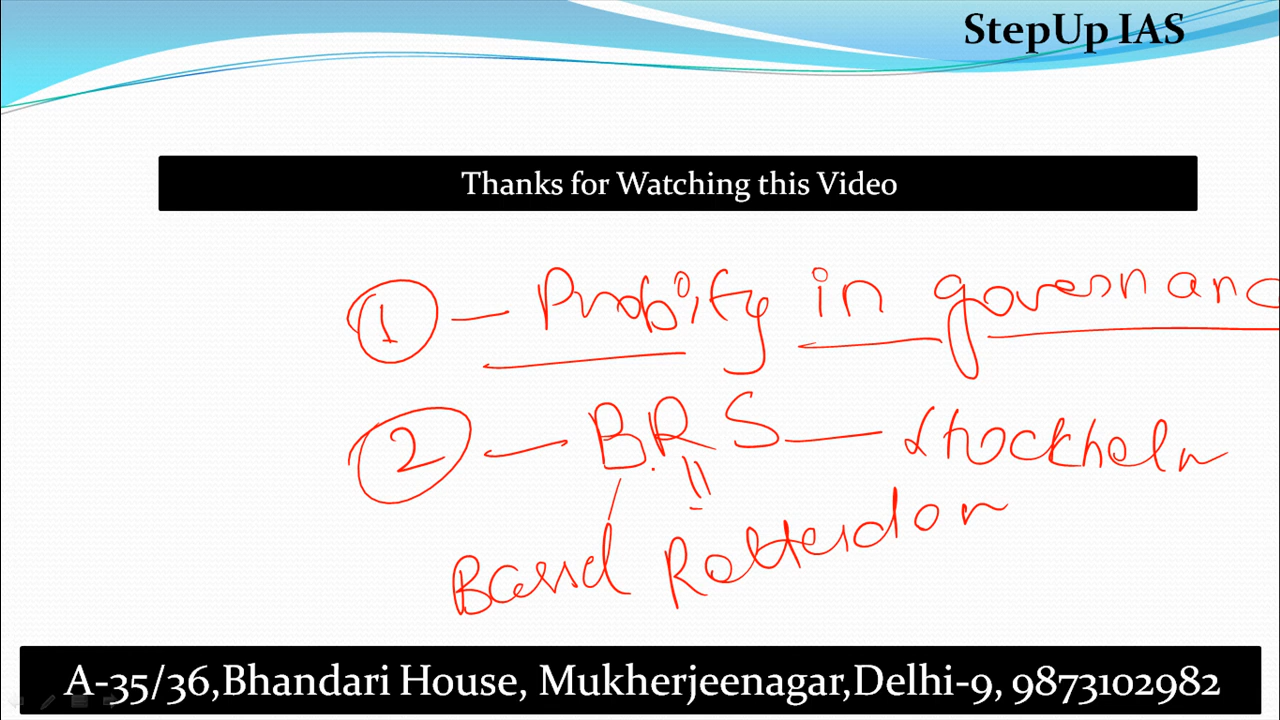 StepUp IAS
Thanks for Watching this Video
1 - Probity in governanc
2 - BRS - Stockholm
Basel Rotterdom
A-35/36,Bhandari House, Mukherjeenagar,Delhi-9, 9873102982